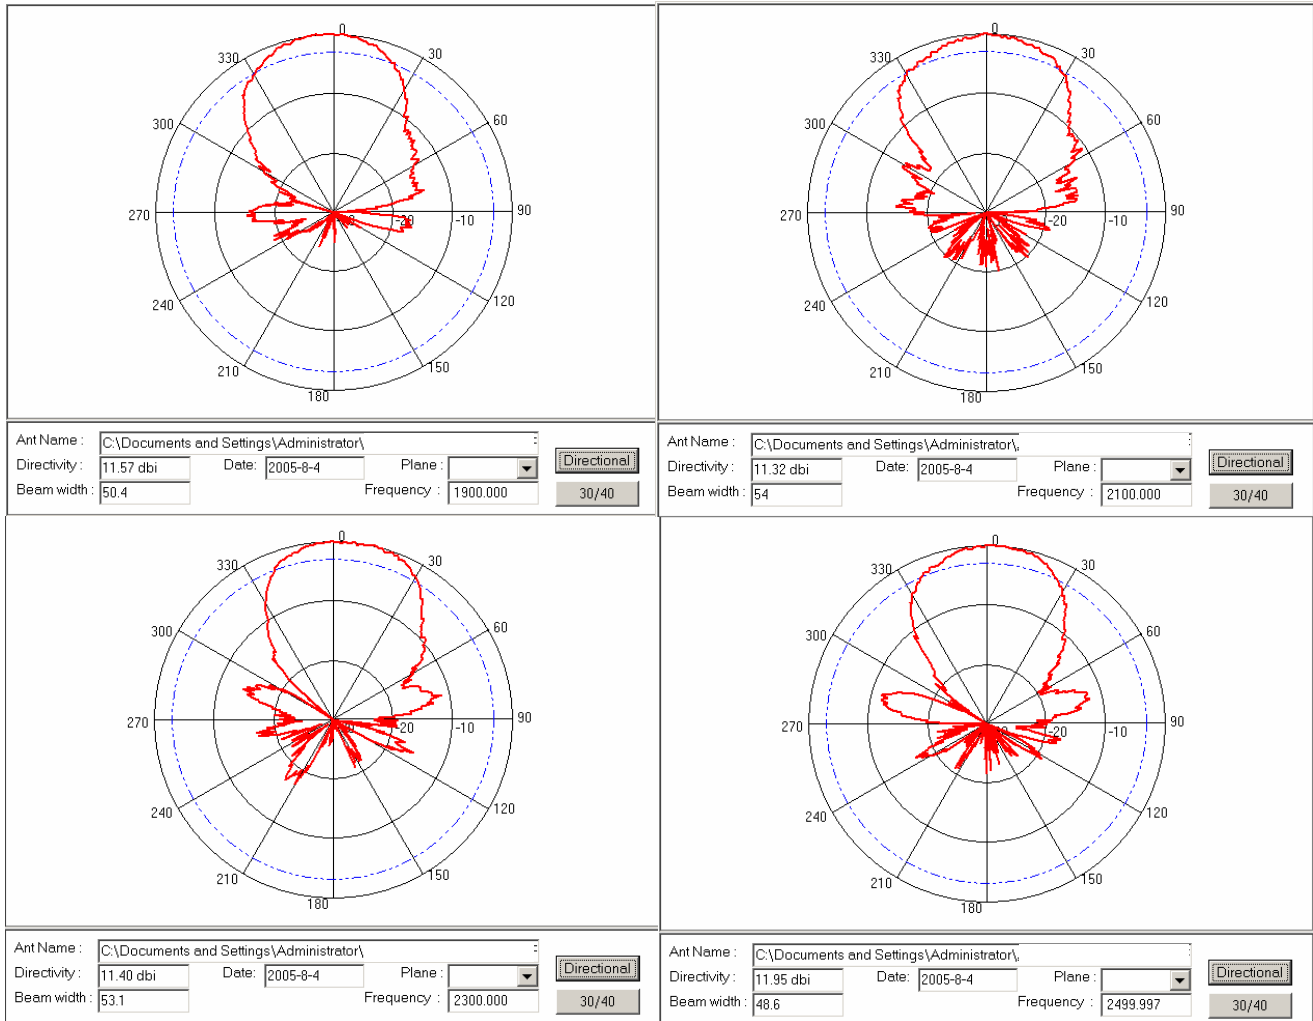 0
330 30
300 60
270 -20 -10 90
240 120
210 150
180
Ant Name : C:\Documents and Settings\Administrator\ :
Directivity : 11.57 dbi Date: 2005-8-4 Plane : Directional
Beam width : 50.4 Frequency : 1900.000 30/40
0
330 30
300 60
270 -20 -10 90
240 120
210 150
180
Ant Name : C:\Documents and Settings\Administrator\. :
Directivity : 11.32 dbi Date: 2005-8-4 Plane : Directional
Beam width : 54 Frequency : 2100.000 30/40
0
330 30
300 60
270 -20 -10 90
240 120
210 150
180
Ant Name : C:\Documents and Settings\Administrator\ :
Directivity : 11.40 dbi Date: 2005-8-4 Plane : Directional
Beam width : 53.1 Frequency : 2300.000 30/40
0
330 30
300 60
270 -20 -10 90
240 120
210 150
180
Ant Name : C:\Documents and Settings\Administrator\. :
Directivity : 11.95 dbi Date: 2005-8-4 Plane : Directional
Beam width : 48.6 Frequency : 2499.997 30/40